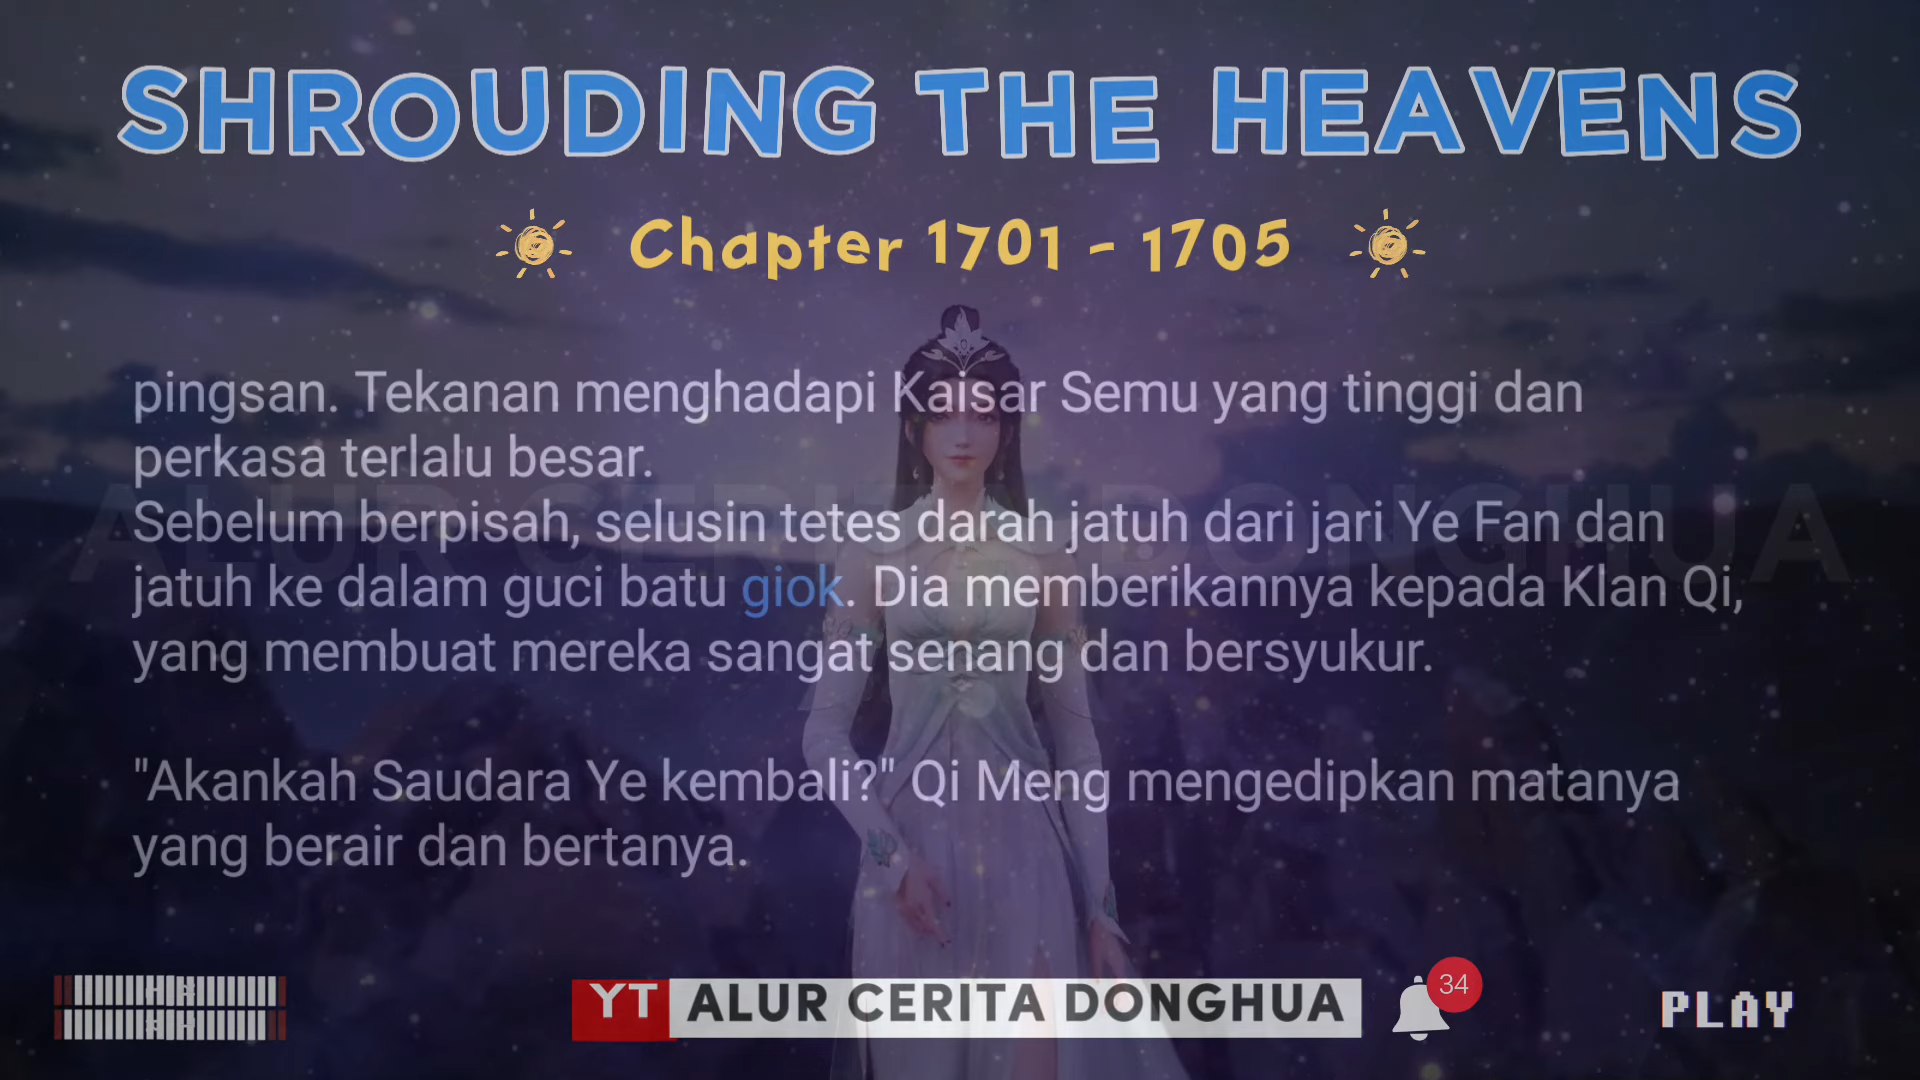 SHROUDING THE HEAVENS
Chapter 1701 - 1705
pingsan. Tekanan menghadapi Kaisar Semu yang tinggi dan
perkasa terlalu besar.
Sebelum berpisah, selusin tetes darah jatuh dari jari Ye Fan dan
jatuh ke dalam guci batu giok. Dia memberikannya kepada Klan Qi,
yang membuat mereka sangat senang dan bersyukur.
"Akankah Saudara Ye kembali?" Qi Meng mengedipkan matanya
yang berair dan bertanya.
ALUR CERITA DONGHUA
YT ALUR CERITA DONGHUA
34
PLAY